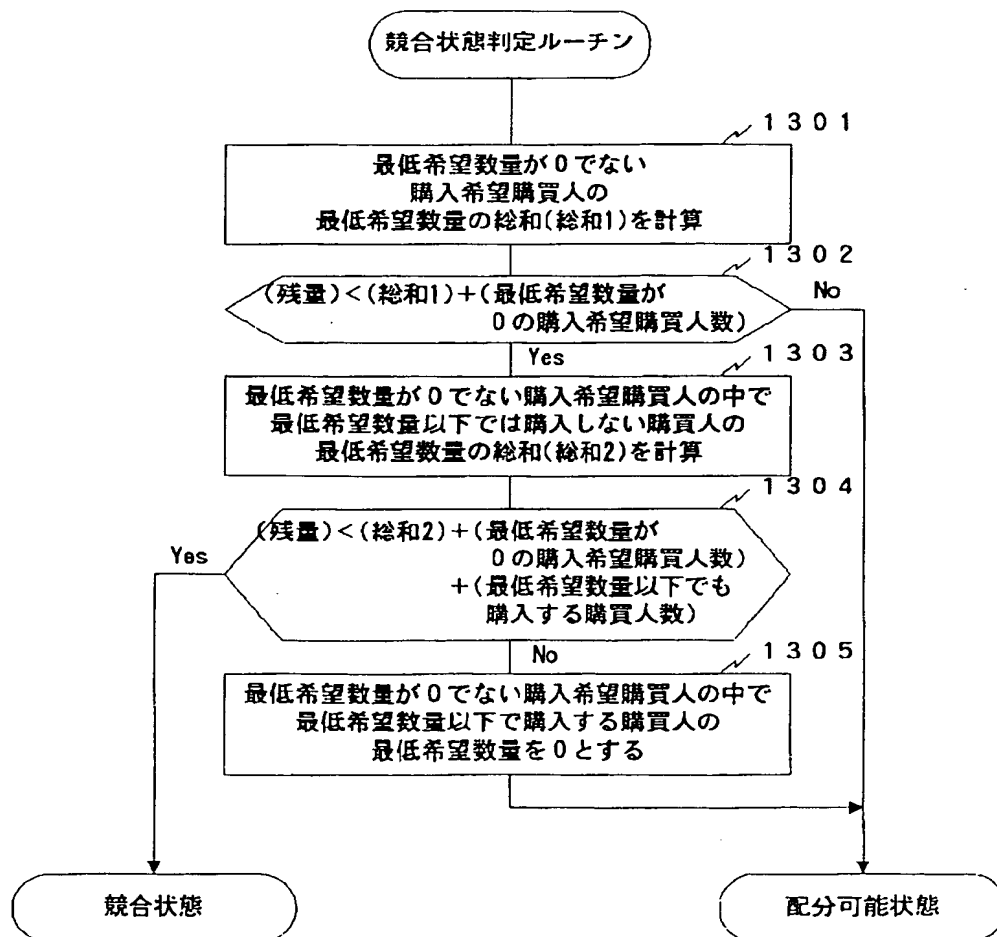 競合状態判定ルーチン
1301
最低希望数量が0でない
購入希望購買人の
最低希望数量の総和(総和1)を計算
1302
(残量)<(総和1)+(最低希望数量が
0の購入希望購買人数)
No
Yes
1303
最低希望数量が0でない購入希望購買人の中で
最低希望数量以下では購入しない購買人の
最低希望数量の総和(総和2)を計算
1304
(残量)<(総和2)+(最低希望数量が
0の購入希望購買人数)
+(最低希望数量以下でも
購入する購買人数)
Yes
No
1305
最低希望数量が0でない購入希望購買人の中で
最低希望数量以下で購入する購買人の
最低希望数量を0とする
競合状態
配分可能状態